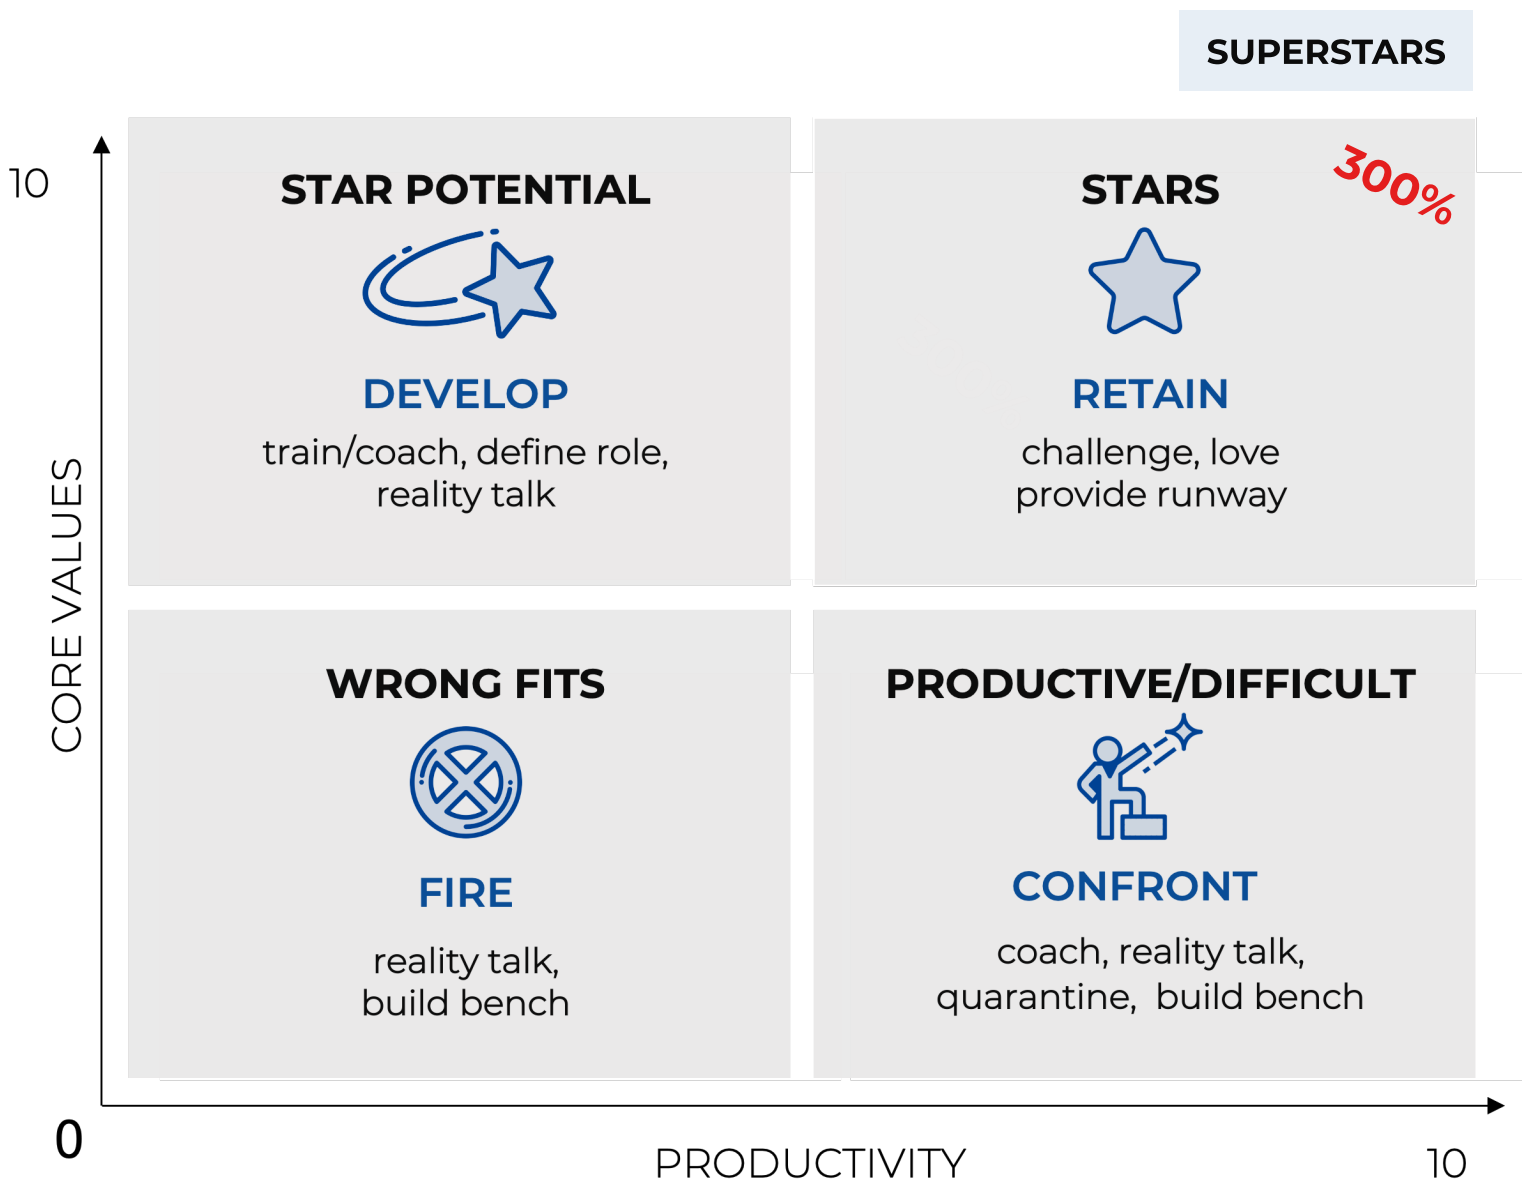 SUPERSTARS
10
STAR POTENTIAL
DEVELOP
train/coach, define role,
reality talk
STARS
300%
RETAIN
challenge, love
provide runway
CORE VALUES
WRONG FITS
FIRE
reality talk,
build bench
PRODUCTIVE/DIFFICULT
CONFRONT
coach, reality talk,
quarantine, build bench
0
PRODUCTIVITY
10